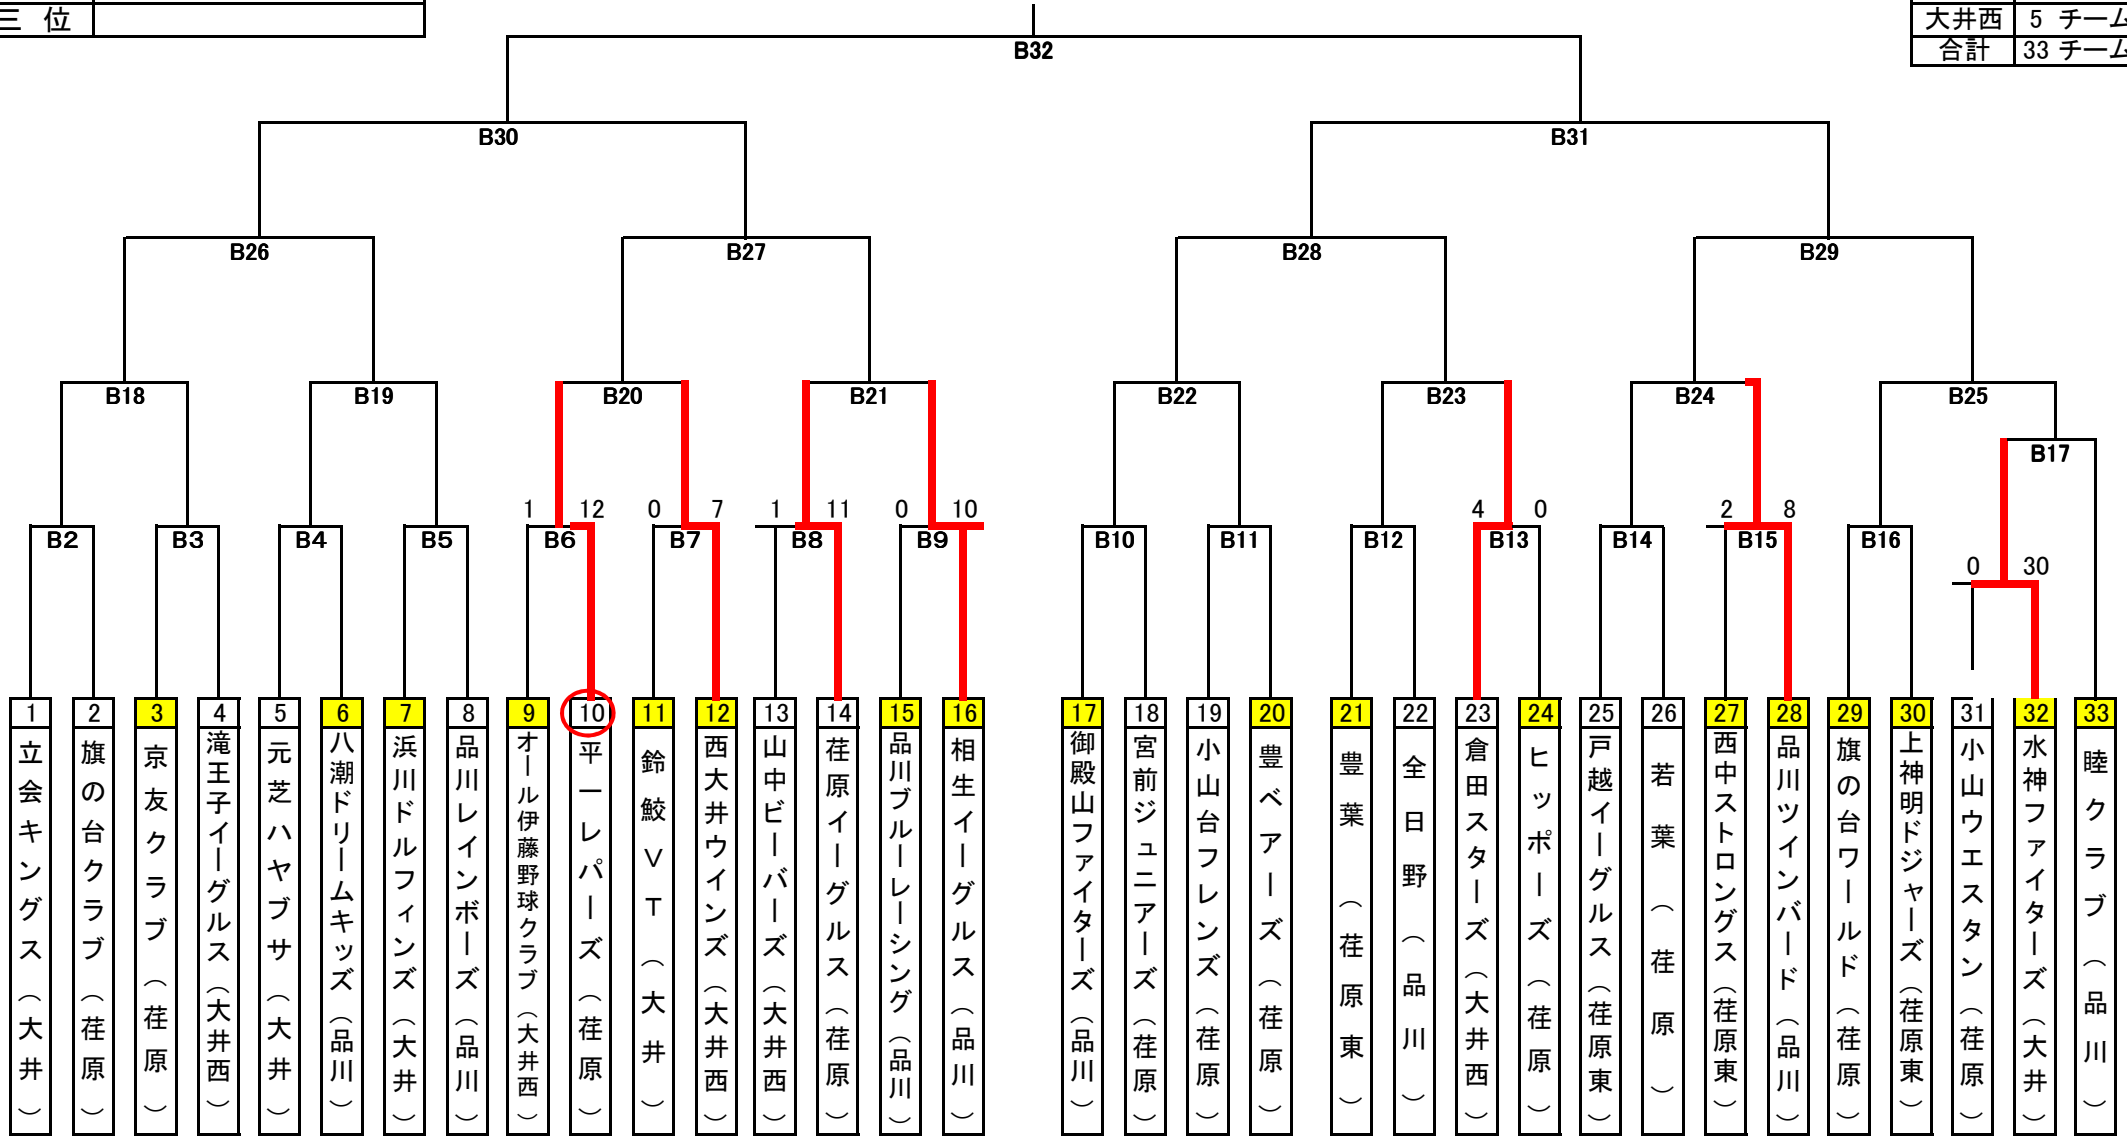 三 位
大井西 5 チーム
合計 33 チーム
B32
B30
B31
B26
B27
B28
B29
B18
B19
B20
B21
B22
B23
B24
B25
B17
1 12
0 7
1 11
0 10
4 0
2 8
0 30
B2
B3
B4
B5
B6
B7
B8
B9
B10
B11
B12
B13
B14
B15
B16
1 立会キングス（大井）
2 旗の台クラブ（荏原）
3 京友クラブ（荏原）
4 滝王子イーグルス（大井西）
5 元芝ハヤブサ（大井）
6 八潮ドリームキッズ（品川）
7 浜川ドルフィンズ（大井）
8 品川レインボーズ（品川）
9 オール伊藤野球クラブ（大井西）
10 平一レパーズ（荏原）
11 鈴鮫VT（大井）
12 西大井ウインズ（大井西）
13 山中ビーバーズ（大井西）
14 荏原イーグルス（荏原）
15 品川ブルーレーシング（品川）
16 相生イーグルス（品川）
17 御殿山ファイターズ（品川）
18 宮前ジュニアーズ（荏原）
19 小山台フレンズ（荏原）
20 豊ベアーズ（荏原）
21 豊葉（荏原東）
22 全日野（品川）
23 倉田スターズ（大井西）
24 ヒッポーズ（荏原）
25 戸越イーグルス（荏原東）
26 若葉（荏原）
27 西中ストロングス（荏原東）
28 品川ツインバード（品川）
29 旗の台ワールド（荏原）
30 上神明ドジャーズ（荏原東）
31 小山ウエスタン（荏原）
32 水神ファイターズ（大井）
33 睦クラブ（品川）